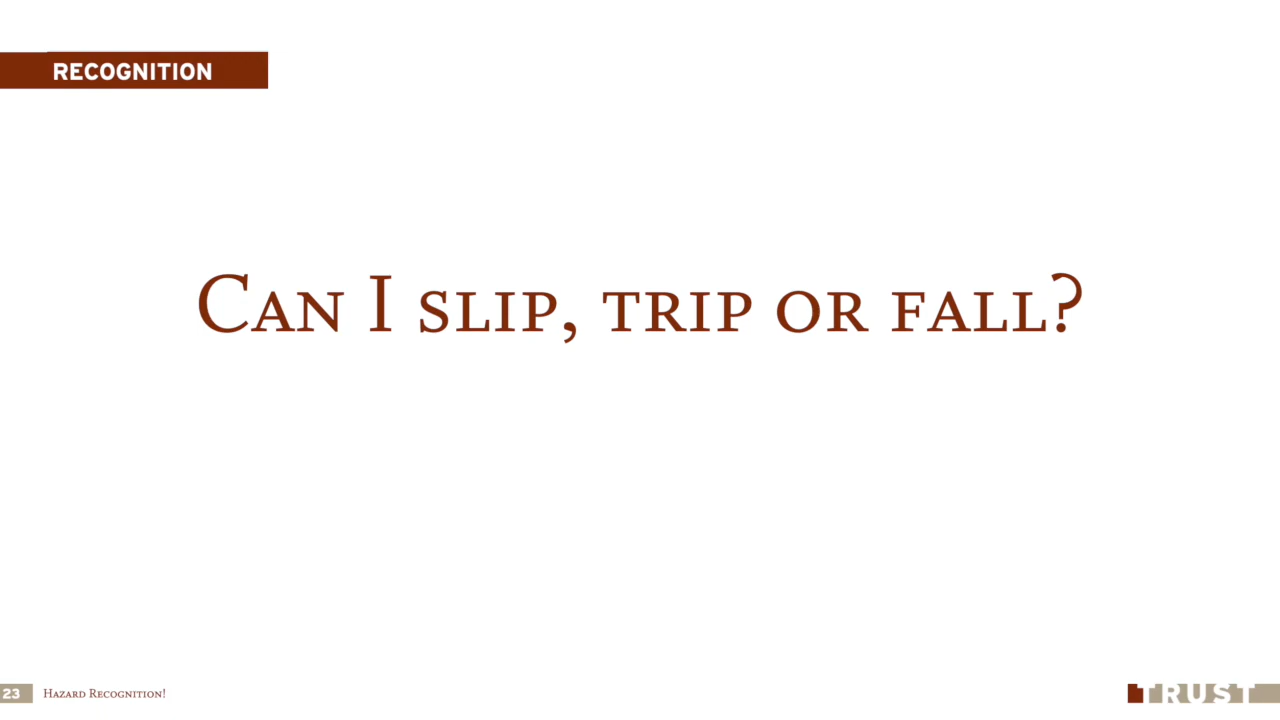 RECOGNITION
Can I slip, trip or fall?
23 Hazard Recognition!
TRUST